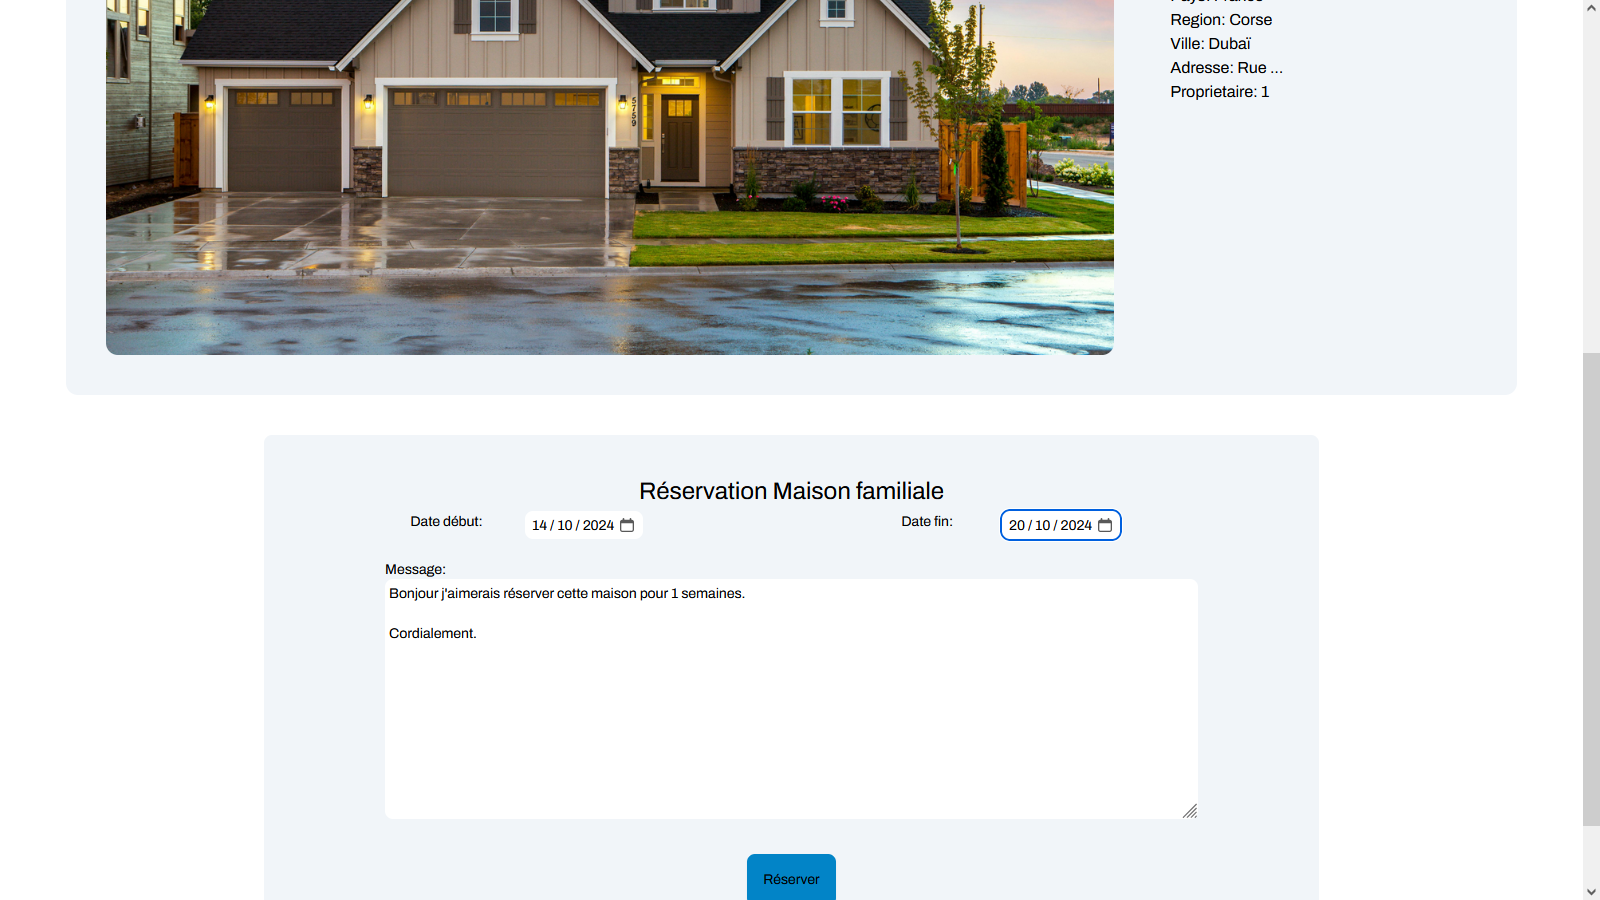 Region: Corse
Ville: Dubaï
Adresse: Rue ...
Proprietaire: 1
5759
Réservation Maison familiale
Date début: 14/10/2024 Date fin: 20/10/2024
Message:
Bonjour j'aimerais réserver cette maison pour 1 semaines.
Cordialement.
Réserver